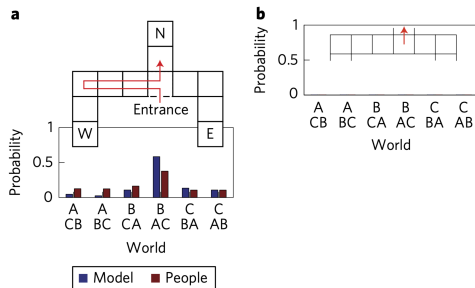 a
N
Entrance
W
E
Probability
1
0.5
0
A A B B C C
CB BC CA AC BA AB
World
Model People
b
Probability
1
0.5
0
A A B B C C
CB BC CA AC BA AB
World